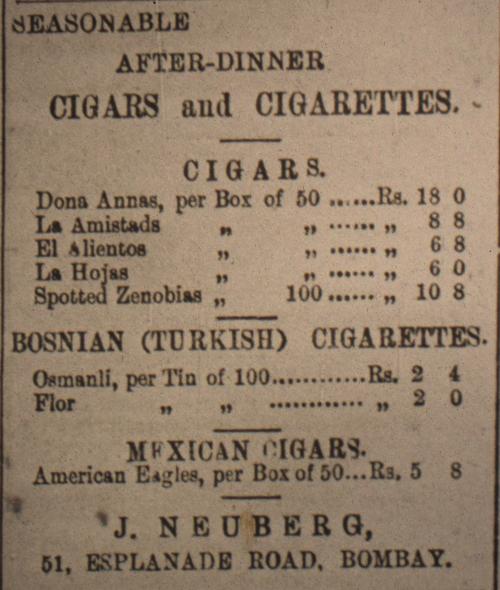 SEASONABLE
AFTER-DINNER
CIGARS and CIGARETTES.
CIGARS.
Dona Annas, per Box of 50 ......Rs. 18 0
La Amistads „ „ ...... „ 8 8
El Alientos „ „ ...... „ 6 8
La Hojas „ „ ...... „ 6 0
Spotted Zenobias „ 100 ...... „ 10 8
BOSNIAN (TURKISH) CIGARETTES.
Osmanli, per Tin of 100............Rs. 2 4
Flor „ „ ............ „ 2 0
MEXICAN CIGARS.
American Eagles, per Box of 50...Rs. 5 8
J. NEUBERG,
51, ESPLANADE ROAD, BOMBAY.